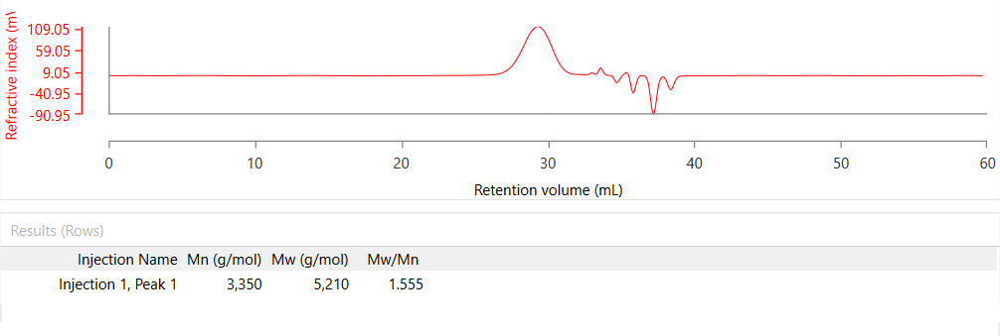 Refractive index (m\
109.05
59.05
9.05
-40.95
-90.95
0 10 20 30 40 50 60
Retention volume (mL)
Results (Rows)
Injection Name Mn (g/mol) Mw (g/mol) Mw/Mn
Injection 1, Peak 1 3,350 5,210 1.555